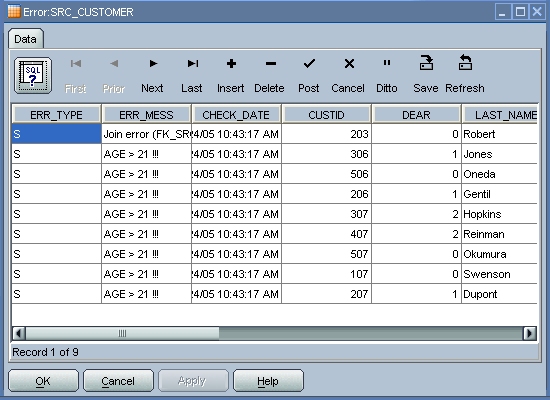 Error:SRC_CUSTOMER
Data
SQL ?
First Prior Next Last Insert Delete Post Cancel Ditto Save Refresh
ERR_TYPE ERR_MESS CHECK_DATE CUSTID DEAR LAST_NAME
S Join error (FK_SR 4/05 10:43:17 AM 203 0 Robert
S AGE > 21 !!! 24/05 10:43:17 AM 306 1 Jones
S AGE > 21 !!! 24/05 10:43:17 AM 506 0 Oneda
S AGE > 21 !!! 24/05 10:43:17 AM 206 1 Gentil
S AGE > 21 !!! 24/05 10:43:17 AM 307 2 Hopkins
S AGE > 21 !!! 24/05 10:43:17 AM 407 2 Reinman
S AGE > 21 !!! 24/05 10:43:17 AM 507 0 Okumura
S AGE > 21 !!! 24/05 10:43:17 AM 107 0 Swenson
S AGE > 21 !!! 24/05 10:43:17 AM 207 1 Dupont
Record 1 of 9
OK Cancel Apply Help